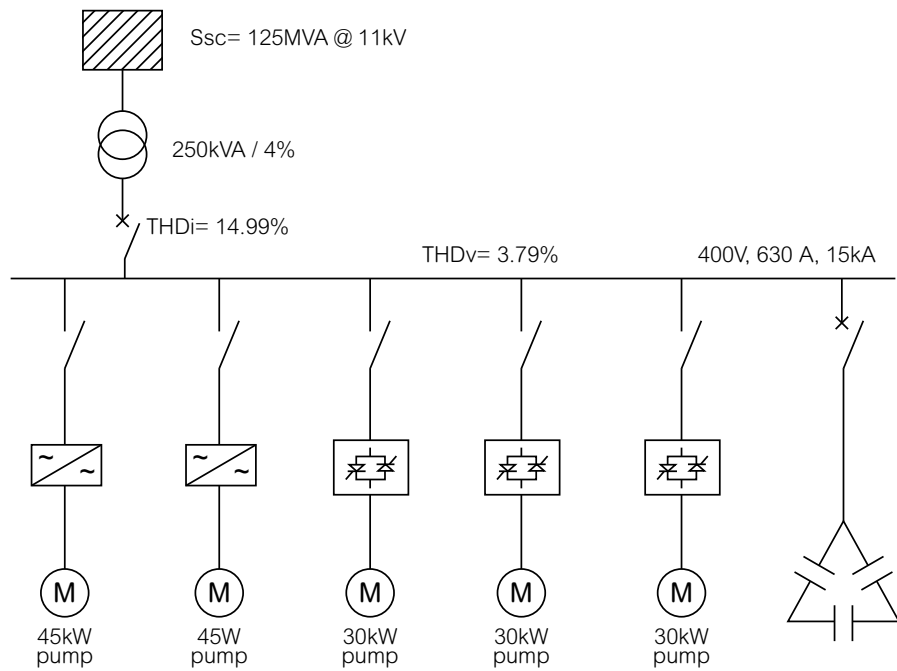 Ssc= 125MVA @ 11kV
250kVA / 4%
THDi= 14.99%
THDv= 3.79%
400V, 630 A, 15kA
~
~
~
~
M
M
M
M
M
45kW
pump
45W
pump
30kW
pump
30kW
pump
30kW
pump